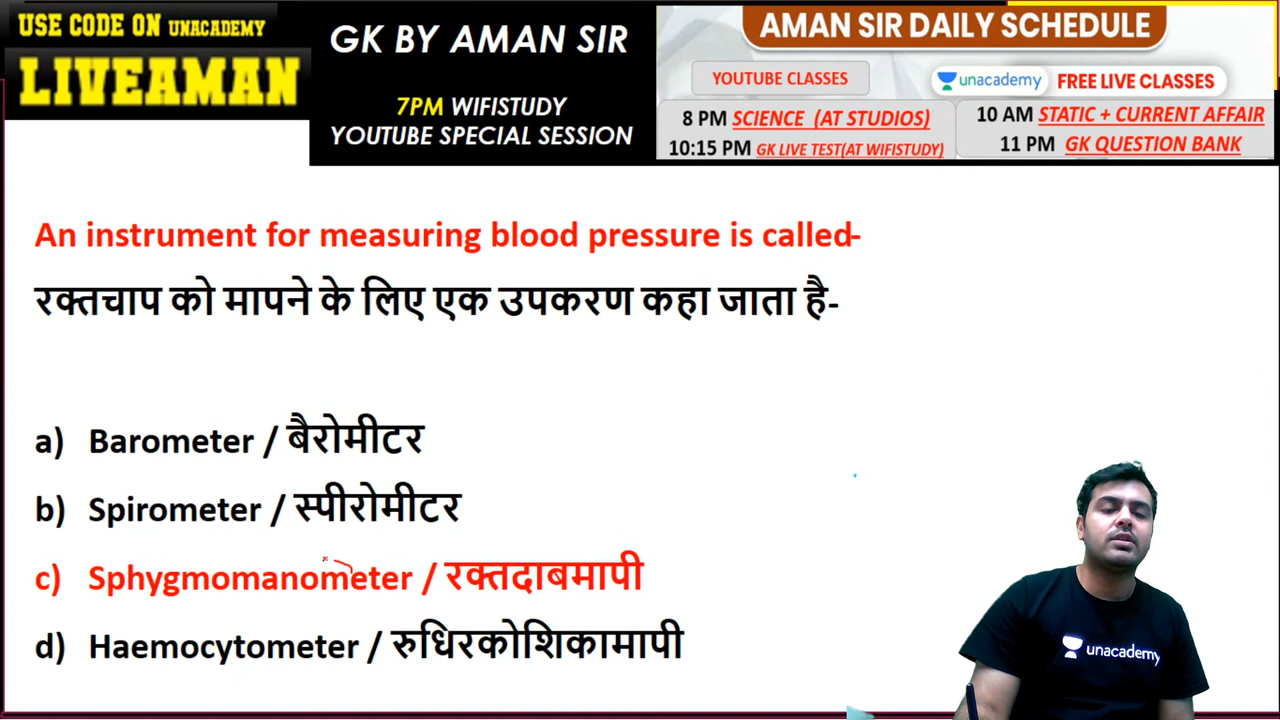 USE CODE ON UNACADEMY
LIVEAMAN
GK BY AMAN SIR
7PM WIFISTUDY
YOUTUBE SPECIAL SESSION
AMAN SIR DAILY SCHEDULE
YOUTUBE CLASSES
unacademy FREE LIVE CLASSES
8 PM SCIENCE (AT STUDIOS)
10:15 PM GK LIVE TEST(AT WIFISTUDY)
10 AM STATIC + CURRENT AFFAIR
11 PM GK QUESTION BANK
An instrument for measuring blood pressure is called-
रक्तचाप को मापने के लिए एक उपकरण कहा जाता है-
a) Barometer / बैरोमीटर
b) Spirometer / स्पीरोमीटर
c) Sphygmomanometer / रक्तदाबमापी
d) Haemocytometer / रुधिरकोशिकामापी
unacademy